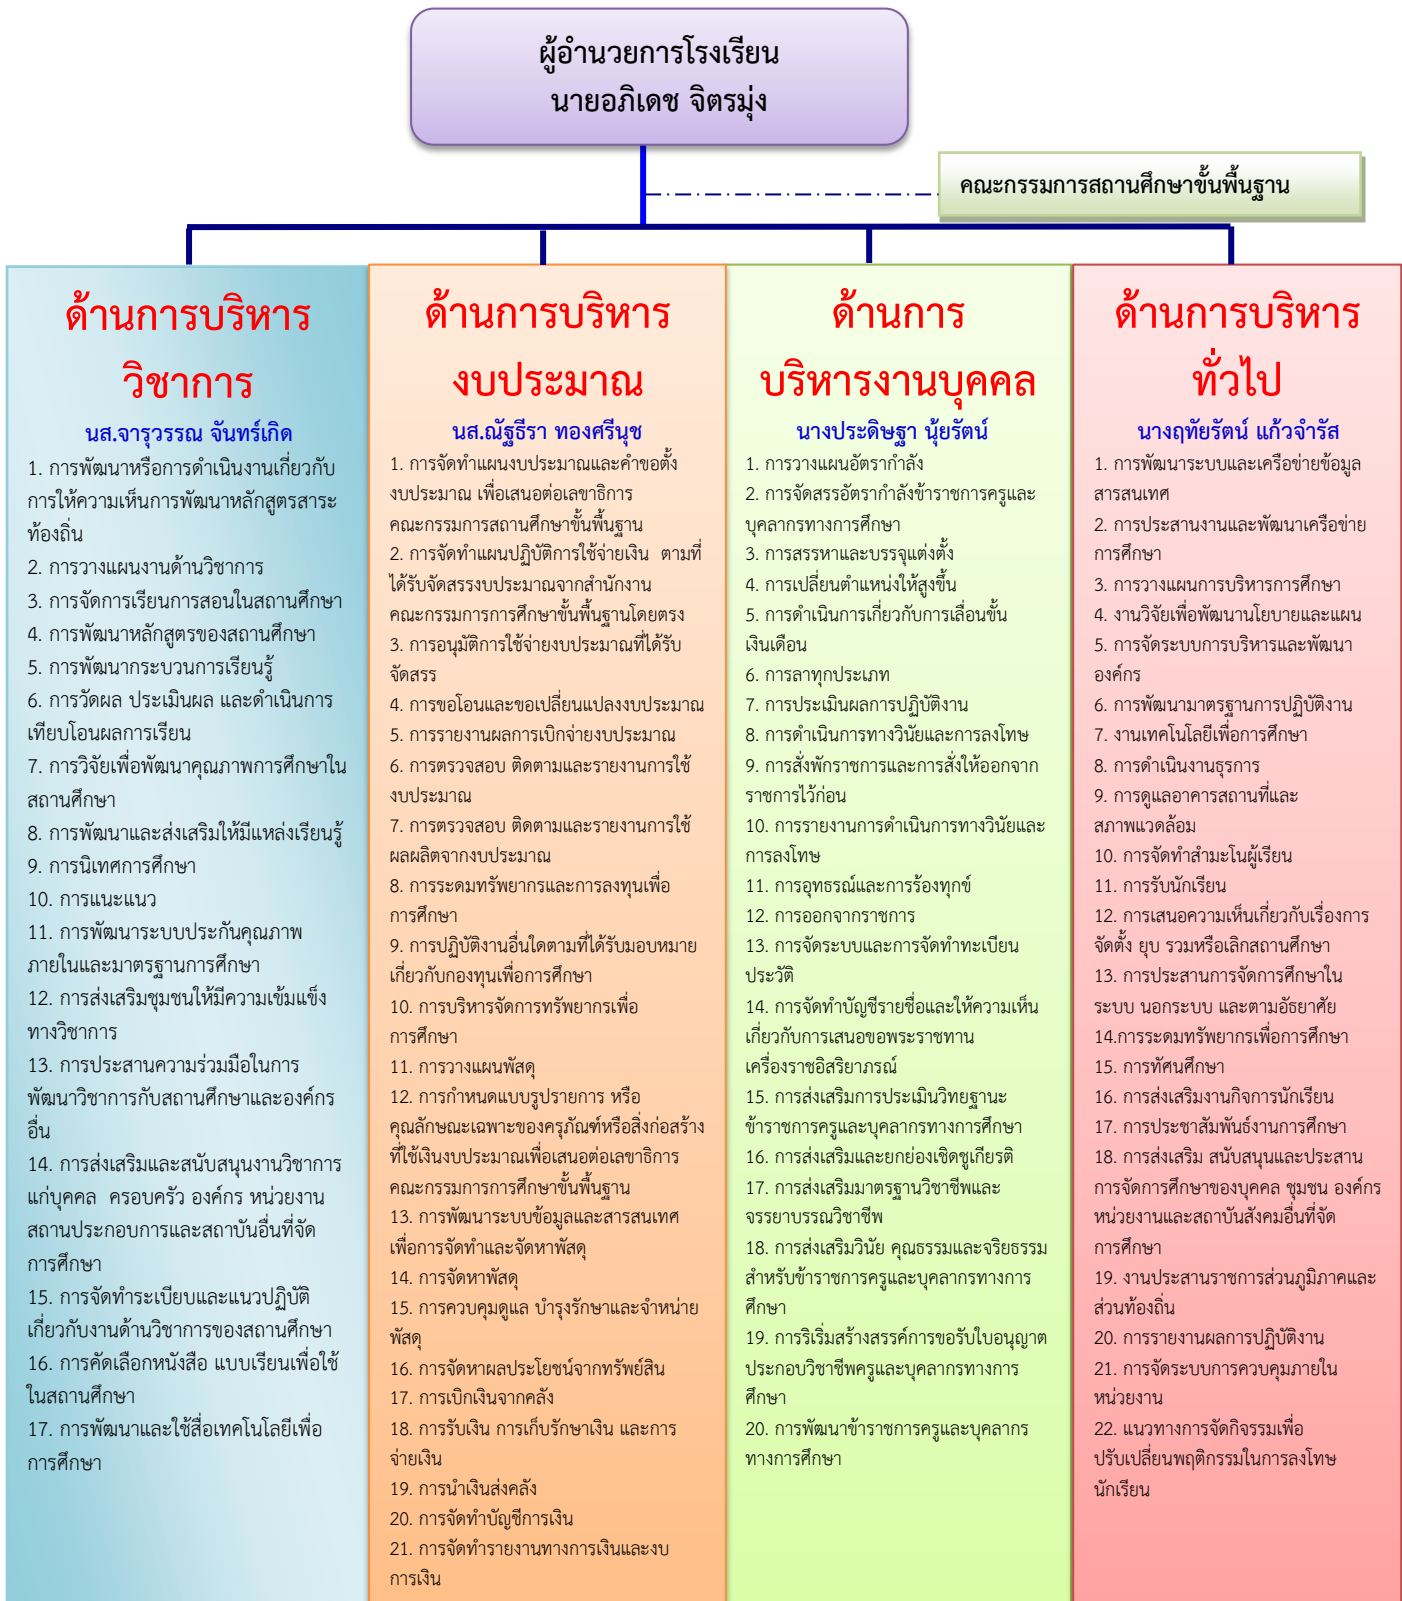 ผู้อำนวยการโรงเรียน
นายอภิเดช จิตรมุ่ง
คณะกรรมการสถานศึกษาขั้นพื้นฐาน
ด้านการบริหาร
วิชาการ
นส.จารุวรรณ จันทร์เกิด
1. การพัฒนาหรือการดำเนินงานเกี่ยวกับ
การให้ความเห็นการพัฒนาหลักสูตรสาระ
ท้องถิ่น
2. การวางแผนงานด้านวิชาการ
3. การจัดการเรียนการสอนในสถานศึกษา
4. การพัฒนาหลักสูตรของสถานศึกษา
5. การพัฒนากระบวนการเรียนรู้
6. การวัดผล ประเมินผล และดำเนินการ
เทียบโอนผลการเรียน
7. การวิจัยเพื่อพัฒนาคุณภาพการศึกษาใน
สถานศึกษา
8. การพัฒนาและส่งเสริมให้มีแหล่งเรียนรู้
9. การนิเทศการศึกษา
10. การแนะแนว
11. การพัฒนาระบบประกันคุณภาพ
ภายในและมาตรฐานการศึกษา
12. การส่งเสริมชุมชนให้มีความเข้มแข็ง
ทางวิชาการ
13. การประสานความร่วมมือในการ
พัฒนาวิชาการกับสถานศึกษาและองค์กร
อื่น
14. การส่งเสริมและสนับสนุนงานวิชาการ
แก่บุคคล  ครอบครัว องค์กร หน่วยงาน
สถานประกอบการและสถาบันอื่นที่จัด
การศึกษา
15. การจัดทำระเบียบและแนวปฏิบัติ
เกี่ยวกับงานด้านวิชาการของสถานศึกษา
16. การคัดเลือกหนังสือ แบบเรียนเพื่อใช้
ในสถานศึกษา
17. การพัฒนาและใช้สื่อเทคโนโลยีเพื่อ
การศึกษา
ด้านการบริหาร
งบประมาณ
นส.ณัฐธีรา ทองศรีนุช
1. การจัดทำแผนงบประมาณและคำขอตั้ง
งบประมาณ เพื่อเสนอต่อเลขาธิการ
คณะกรรมการสถานศึกษาขั้นพื้นฐาน
2. การจัดทำแผนปฏิบัติการใช้จ่ายเงิน  ตามที่
ได้รับจัดสรรงบประมาณจากสำนักงาน
คณะกรรมการการศึกษาขั้นพื้นฐานโดยตรง
3. การอนุมัติการใช้จ่ายงบประมาณที่ได้รับ
จัดสรร
4. การขอโอนและขอเปลี่ยนแปลงงบประมาณ
5. การรายงานผลการเบิกจ่ายงบประมาณ
6. การตรวจสอบ ติดตามและรายงานการใช้
งบประมาณ
7. การตรวจสอบ ติดตามและรายงานการใช้
ผลผลิตจากงบประมาณ
8. การระดมทรัพยากรและการลงทุนเพื่อ
การศึกษา
9. การปฏิบัติงานอื่นใดตามที่ได้รับมอบหมาย
เกี่ยวกับกองทุนเพื่อการศึกษา
10. การบริหารจัดการทรัพยากรเพื่อ
การศึกษา
11. การวางแผนพัสดุ
12. การกำหนดแบบรูปรายการ หรือ
คุณลักษณะเฉพาะของครุภัณฑ์หรือสิ่งก่อสร้าง
ที่ใช้เงินงบประมาณเพื่อเสนอต่อเลขาธิการ
คณะกรรมการการศึกษาขั้นพื้นฐาน
13. การพัฒนาระบบข้อมูลและสารสนเทศ
เพื่อการจัดทำและจัดหาพัสดุ
14. การจัดหาพัสดุ
15. การควบคุมดูแล บำรุงรักษาและจำหน่าย
พัสดุ
16. การจัดหาผลประโยชน์จากทรัพย์สิน
17. การเบิกเงินจากคลัง
18. การรับเงิน การเก็บรักษาเงิน และการ
จ่ายเงิน
19. การนำเงินส่งคลัง
20. การจัดทำบัญชีการเงิน
21. การจัดทำรายงานทางการเงินและงบ
การเงิน
ด้านการ
บริหารงานบุคคล
นางประดิษฐา นุ้ยรัตน์
1. การวางแผนอัตรากำลัง
2. การจัดสรรอัตรากำลังข้าราชการครูและ
บุคลากรทางการศึกษา
3. การสรรหาและบรรจุแต่งตั้ง
4. การเปลี่ยนตำแหน่งให้สูงขึ้น
5. การดำเนินการเกี่ยวกับการเลื่อนขั้น
เงินเดือน
6. การลาทุกประเภท
7. การประเมินผลการปฏิบัติงาน
8. การดำเนินการทางวินัยและการลงโทษ
9. การสั่งพักราชการและการสั่งให้ออกจาก
ราชการไว้ก่อน
10. การรายงานการดำเนินการทางวินัยและ
การลงโทษ
11. การอุทธรณ์และการร้องทุกข์
12. การออกจากราชการ
13. การจัดระบบและการจัดทำทะเบียน
ประวัติ
14. การจัดทำบัญชีรายชื่อและให้ความเห็น
เกี่ยวกับการเสนอขอพระราชทาน
เครื่องราชอิสริยาภรณ์
15. การส่งเสริมการประเมินวิทยฐานะ
ข้าราชการครูและบุคลากรทางการศึกษา
16. การส่งเสริมและยกย่องเชิดชูเกียรติ
17. การส่งเสริมมาตรฐานวิชาชีพและ
จรรยาบรรณวิชาชีพ
18. การส่งเสริมวินัย คุณธรรมและจริยธรรม
สำหรับข้าราชการครูและบุคลากรทางการ
ศึกษา
19. การริเริ่มสร้างสรรค์การขอรับใบอนุญาต
ประกอบวิชาชีพครูและบุคลากรทางการ
ศึกษา
20. การพัฒนาข้าราชการครูและบุคลากร
ทางการศึกษา
ด้านการบริหาร
ทั่วไป
นางฤทัยรัตน์ แก้วจำรัส
1. การพัฒนาระบบและเครือข่ายข้อมูล
สารสนเทศ
2. การประสานงานและพัฒนาเครือข่าย
การศึกษา
3. การวางแผนการบริหารการศึกษา
4. งานวิจัยเพื่อพัฒนานโยบายและแผน
5. การจัดระบบการบริหารและพัฒนา
องค์กร
6. การพัฒนามาตรฐานการปฏิบัติงาน
7. งานเทคโนโลยีเพื่อการศึกษา
8. การดำเนินงานธุรการ
9. การดูแลอาคารสถานที่และ
สภาพแวดล้อม
10. การจัดทำสำมะโนผู้เรียน
11. การรับนักเรียน
12. การเสนอความเห็นเกี่ยวกับเรื่องการ
จัดตั้ง ยุบ รวมหรือเลิกสถานศึกษา
13. การประสานการจัดการศึกษาใน
ระบบ นอกระบบ และตามอัธยาศัย
14.การระดมทรัพยากรเพื่อการศึกษา
15. การทัศนศึกษา
16. การส่งเสริมงานกิจการนักเรียน
17. การประชาสัมพันธ์งานการศึกษา
18. การส่งเสริม สนับสนุนและประสาน
การจัดการศึกษาของบุคคล ชุมชน องค์กร
หน่วยงานและสถาบันสังคมอื่นที่จัด
การศึกษา
19. งานประสานราชการส่วนภูมิภาคและ
ส่วนท้องถิ่น
20. การรายงานผลการปฏิบัติงาน
21. การจัดระบบการควบคุมภายใน
หน่วยงาน
22. แนวทางการจัดกิจรรมเพื่อ
ปรับเปลี่ยนพฤติกรรมในการลงโทษ
นักเรียน